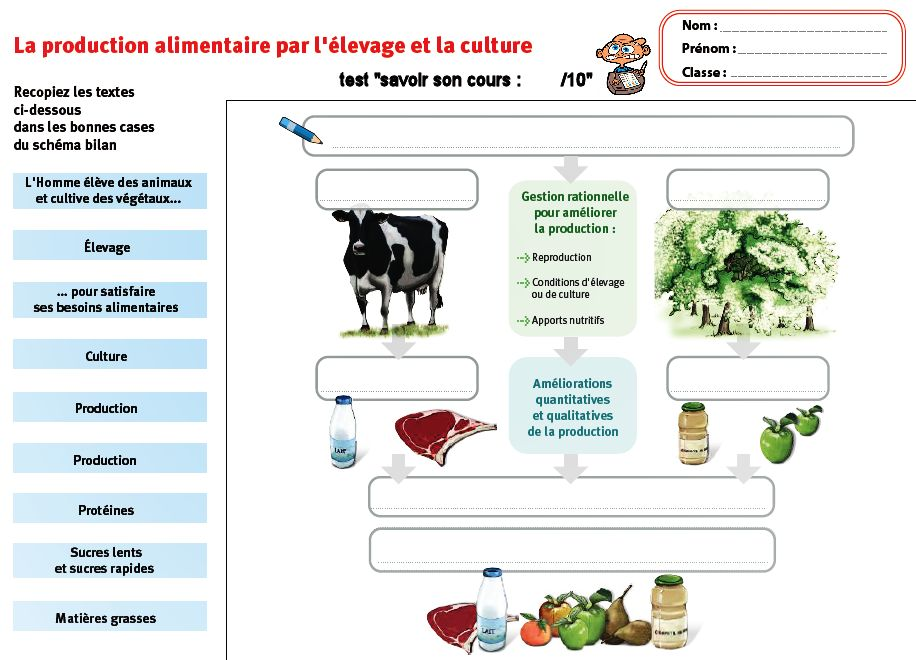 La production alimentaire par l'élevage et la culture
test "savoir son cours : /10"
Nom :
Prénom :
Classe :
Recopiez les textes
ci-dessous
dans les bonnes cases
du schéma bilan
L'Homme élève des animaux
et cultive des végétaux...
Élevage
... pour satisfaire
ses besoins alimentaires
Culture
Production
Production
Protéines
Sucres lents
et sucres rapides
Matières grasses
Gestion rationnelle
pour améliorer
la production :
Reproduction
Conditions d'élevage
ou de culture
Apports nutritifs
Améliorations
quantitatives
et qualitatives
de la production
LAIT
LAIT